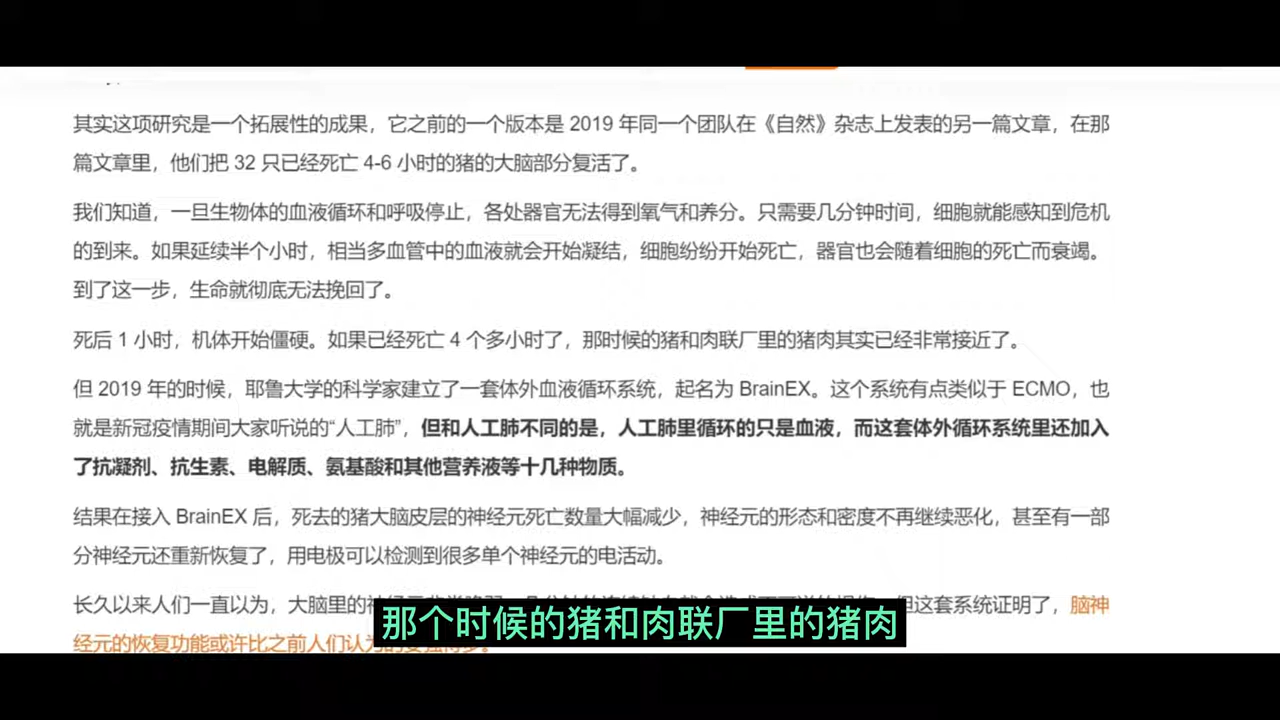 其实这项研究是一个拓展性的成果，它之前的一个版本是 2019 年同一个团队在《自然》杂志上发表的另一篇文章，在那
篇文章里，他们把 32 只已经死亡 4-6 小时的猪的大脑部分复活了。
我们知道，一旦生物体的血液循环和呼吸停止，各处器官无法得到氧气和养分。只需要几分钟时间，细胞就能感知到危机
的到来。如果延续半个小时，相当多血管中的血液就会开始凝结，细胞纷纷开始死亡，器官也会随着细胞的死亡而衰竭。
到了这一步，生命就彻底无法挽回了。
死后 1 小时，机体开始僵硬。如果已经死亡 4 个多小时了，那时候的猪和肉联厂里的猪肉其实已经非常接近了。
但 2019 年的时候，耶鲁大学的科学家建立了一套体外血液循环系统，起名为 BrainEX。这个系统有点类似于 ECMO，也
就是新冠疫情期间大家听说的“人工肺”，但和人工肺不同的是，人工肺里循环的只是血液，而这套体外循环系统里还加入
了抗凝剂、抗生素、电解质、氨基酸和其他营养液等十几种物质。
结果在接入 BrainEX 后，死去的猪大脑皮层的神经元死亡数量大幅减少，神经元的形态和密度不再继续恶化，甚至有一部
分神经元还重新恢复了，用电极可以检测到很多单个神经元的电活动。
长久以来人们一直以为，大脑里的 但这套系统证明了，脑神
经元的恢复功能或许比之前人们认
那个时候的猪和肉联厂里的猪肉